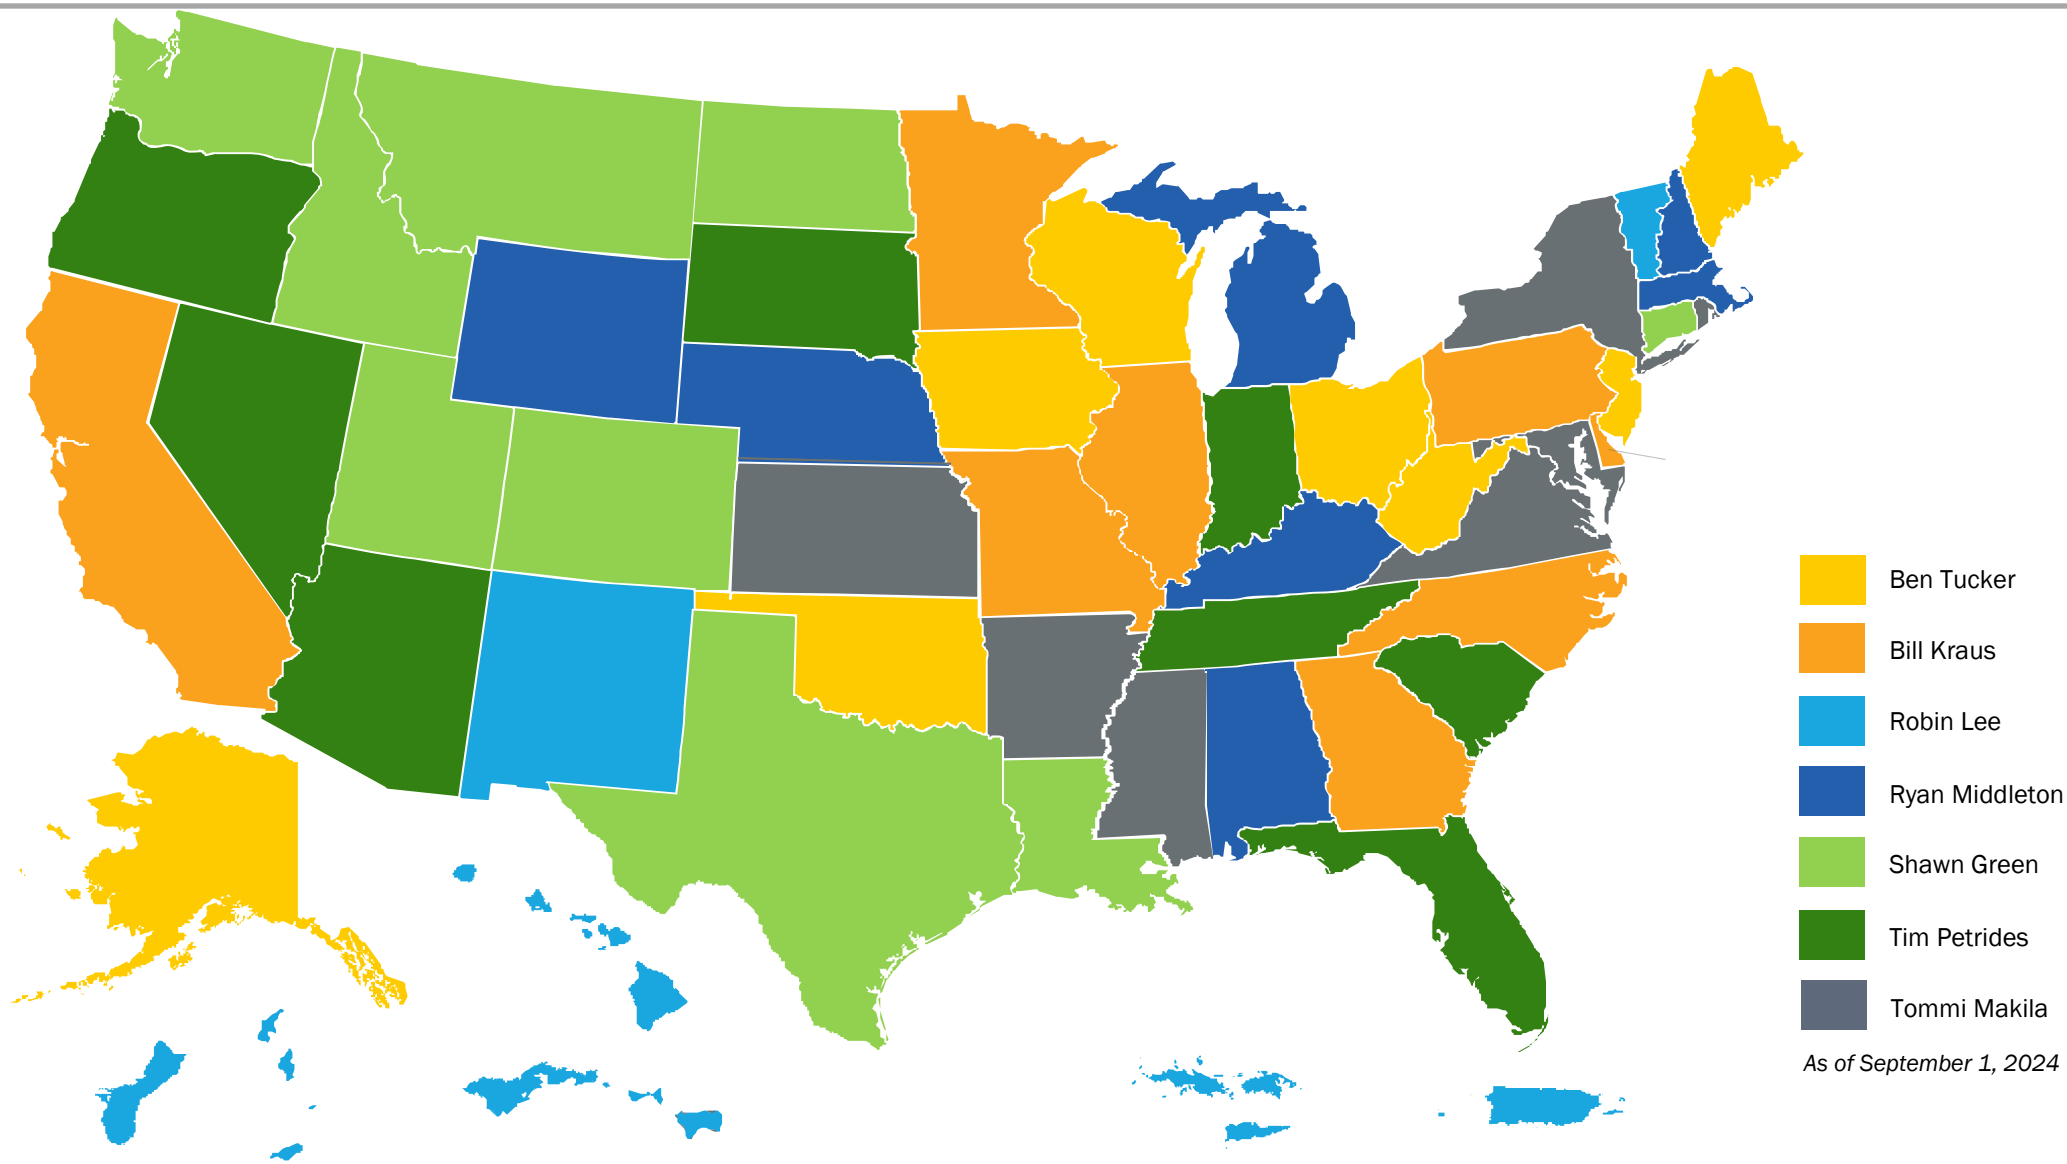 Ben Tucker
Bill Kraus
Robin Lee
Ryan Middleton
Shawn Green
Tim Petrides
Tommi Makila
As of September 1, 2024